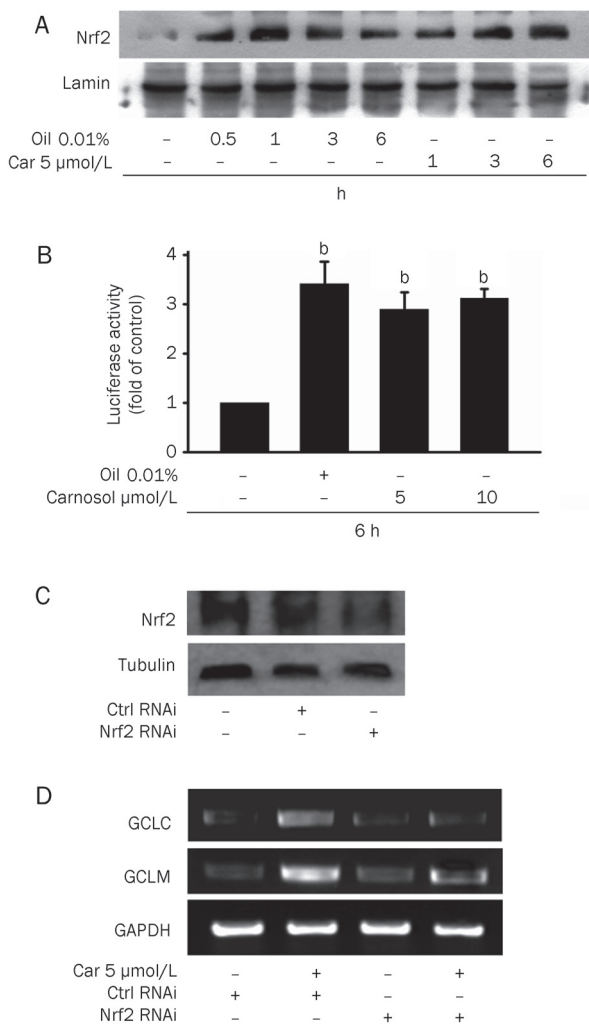 A
Nrf2
Lamin
Oil 0.01% – 0.5 1 3 6 – – –
Car 5 µmol/L – – – – – 1 3 6
h
B
Luciferase activity
(fold of control)
4
3
2
1
0
b b b
Oil 0.01% – + – –
Carnosol µmol/L – – 5 10
6 h
C
Nrf2
Tubulin
Ctrl RNAi – + –
Nrf2 RNAi – – +
D
GCLC
GCLM
GAPDH
Car 5 µmol/L – + – +
Ctrl RNAi + + – –
Nrf2 RNAi – – + +